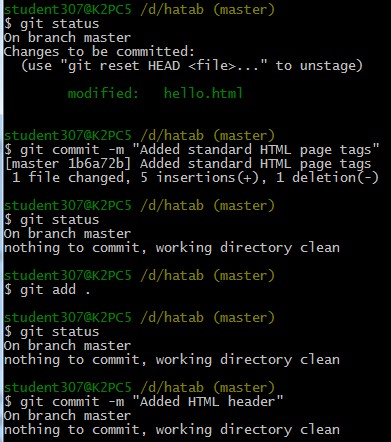 student307@K2PC5 /d/hatab (master)
$ git status
On branch master
Changes to be committed:
  (use "git reset HEAD <file>..." to unstage)
        modified:   hello.html
student307@K2PC5 /d/hatab (master)
$ git commit -m "Added standard HTML page tags"
[master 1b6a72b] Added standard HTML page tags
 1 file changed, 5 insertions(+), 1 deletion(-)
student307@K2PC5 /d/hatab (master)
$ git status
On branch master
nothing to commit, working directory clean
student307@K2PC5 /d/hatab (master)
$ git add .
student307@K2PC5 /d/hatab (master)
$ git status
On branch master
nothing to commit, working directory clean
student307@K2PC5 /d/hatab (master)
$ git commit -m "Added HTML header"
On branch master
nothing to commit, working directory clean